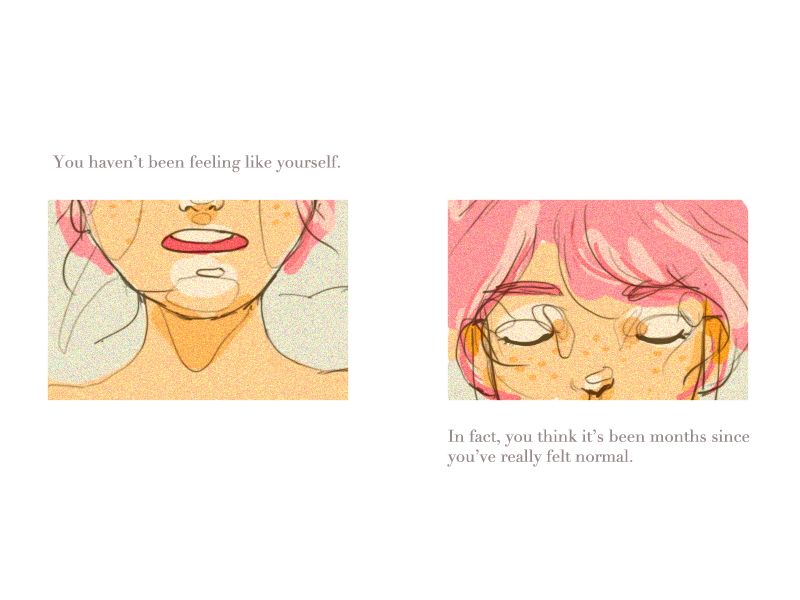 You haven’t been feeling like yourself.
In fact, you think it’s been months since
you’ve really felt normal.